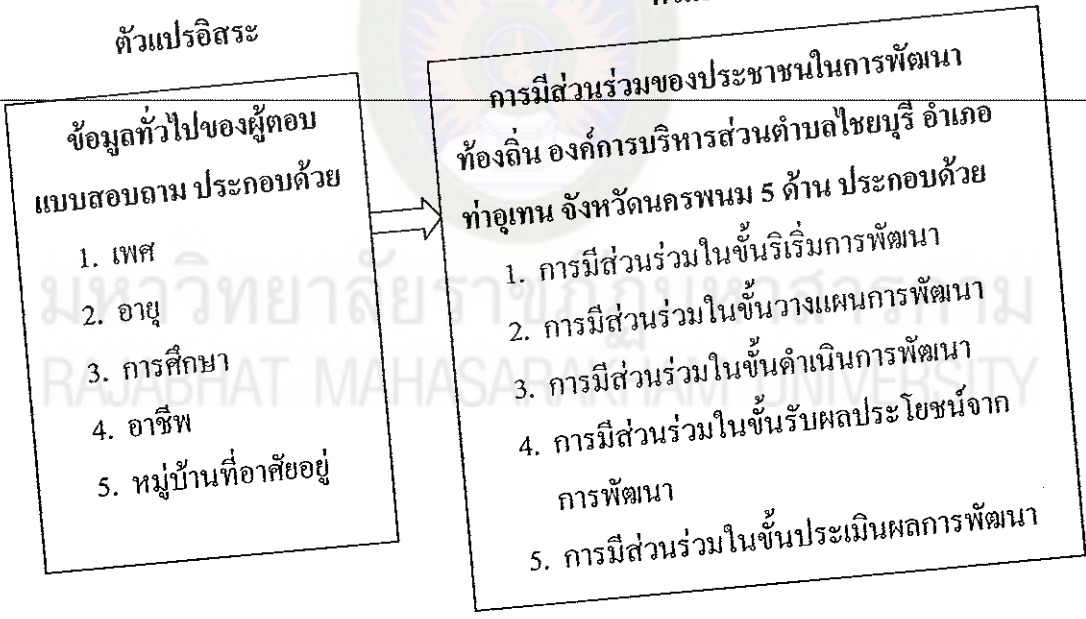 ตัวแปรอิสระ
ข้อมูลทั่วไปของผู้ตอบ
แบบสอบถาม ประกอบด้วย
1. เพศ
2. อายุ
3. การศึกษา
4. อาชีพ
5. หมู่บ้านที่อาศัยอยู่
การมีส่วนร่วมของประชาชนในการพัฒนา
ท้องถิ่น องค์การบริหารส่วนตำบลไชยบุรี อำเภอ
ท่าอุเทน จังหวัดนครพนม 5 ด้าน ประกอบด้วย
1. การมีส่วนร่วมในขั้นริเริ่มการพัฒนา
2. การมีส่วนร่วมในขั้นวางแผนการพัฒนา
3. การมีส่วนร่วมในขั้นดำเนินการพัฒนา
4. การมีส่วนร่วมในขั้นรับผลประโยชน์จาก
การพัฒนา
5. การมีส่วนร่วมในขั้นประเมินผลการพัฒนา
มหาวิทยาลัยราชภัฏมหาสารคาม
RAJABHAT MAHASARAKHAM UNIVERSITY